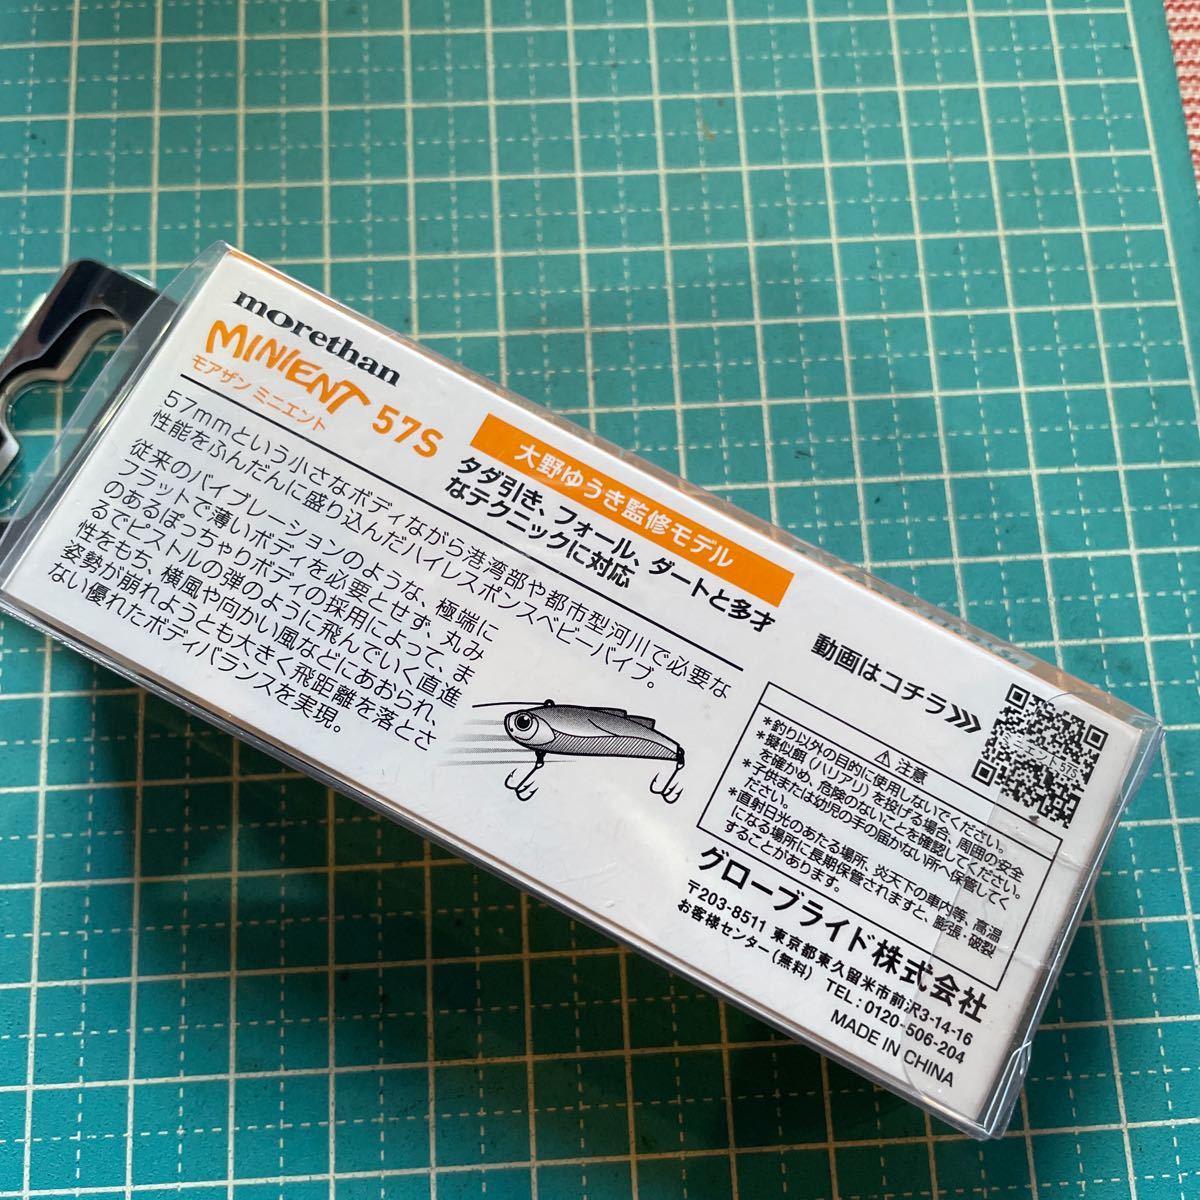 morethan
MINIENT 57S
モアザン ミニエント
大野ゆうき監修モデル
タダ引き、フォール、ダートと多才
なテクニックに対応
57mmという小さなボディながら港湾部や都市型河川で必要な
性能をふんだんに盛り込んだハイレスポンスベビーバイブ。
従来のバイブレーションのような、極端に
フラットで薄いボディを必要とせず、丸み
のあるぽっちゃりボディの採用によって、ま
るでピストルの弾のように飛んでいく直進
性をもち、横風や向かい風などにあおられ、
姿勢が崩れようとも大きく飛距離を落とさ
ない優れたボディバランスを実現。
動画はコチラ
ミニエント57S
⚠ 注意
*釣り以外の目的に使用しないでください。
*擬似餌(ハリアリ)を投げる場合、周囲の安全
を確かめ、危険のないことを確認してください。
*子供または幼児の手の届かない所へ保管して
ください。
*直射日光のあたる場所、炎天下の車内等、高温
になる場所に長期保管されますと、膨張・破裂
することがあります。
グローブライド株式会社
〒203-8511 東京都東久留米市前沢3-14-16
お客様センター(無料) TEL:0120-506-204
MADE IN CHINA